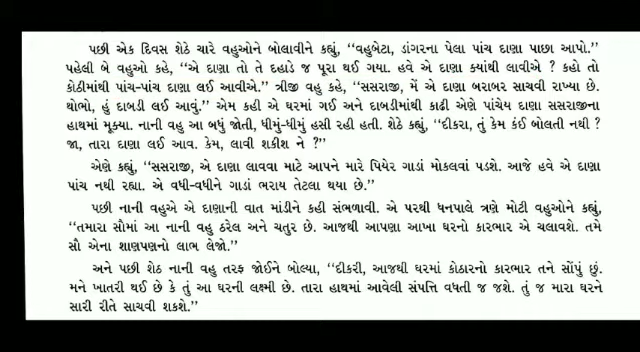 પછી એક દિવસ શેઠે ચારે વહુઓને બોલાવીને કહ્યું, ‘‘વહુબેટા, ડાંગરના પેલા પાંચ દાણા પાછા આપો.’’
પહેલી બે વહુઓ કહે, ‘‘એ દાણા તો તે દહાડે જ પૂરા થઈ ગયા. હવે એ દાણા ક્યાંથી લાવીએ ? કહો તો
કોઠીમાંથી પાંચ-પાંચ દાણા લઈ આવીએ.’’ ત્રીજી વહુ કહે, ‘‘સસરાજી, મેં એ દાણા બરાબર સાચવી રાખ્યા છે.
થોભો, હું દાબડી લઈ આવું.’’ એમ કહી એ ઘરમાં ગઈ અને દાબડીમાંથી કાઢી એણે પાંચેય દાણા સસરાજીના
હાથમાં મૂક્યા. નાની વહુ આ બધું જોતી, ધીમું-ધીમું હસી રહી હતી. શેઠે કહ્યું, ‘‘દીકરા, તું કેમ કંઈ બોલતી નથી ?
જા, તારા દાણા લઈ આવ. કેમ, લાવી શકીશ ને ?’’
એણે કહ્યું, ‘‘સસરાજી, એ દાણા લાવવા માટે આપને મારે પિયેર ગાડાં મોકલવાં પડશે. આજે હવે એ દાણા
પાંચ નથી રહ્યા. એ વધી-વધીને ગાડાં ભરાય તેટલા થયા છે.’’
પછી નાની વહુએ એ દાણાની વાત માંડીને કહી સંભળાવી. એ પરથી ધનપાલે ત્રણે મોટી વહુઓને કહ્યું,
‘‘તમારા સૌમાં આ નાની વહુ ઠરેલ અને ચતુર છે. આજથી આપણા આખા ઘરનો કારભાર એ ચલાવશે. તમે
સૌ એના શાણપણનો લાભ લેજો.’’
અને પછી શેઠ નાની વહુ તરફ જોઈને બોલ્યા, ‘‘દીકરી, આજથી ઘરમાં કોઠારનો કારભાર તને સોંપું છું.
મને ખાતરી થઈ છે કે તું આ ઘરની લક્ષ્મી છે. તારા હાથમાં આવેલી સંપત્તિ વધતી જ જશે. તું જ મારા ઘરને
સારી રીતે સાચવી શકશે.’’